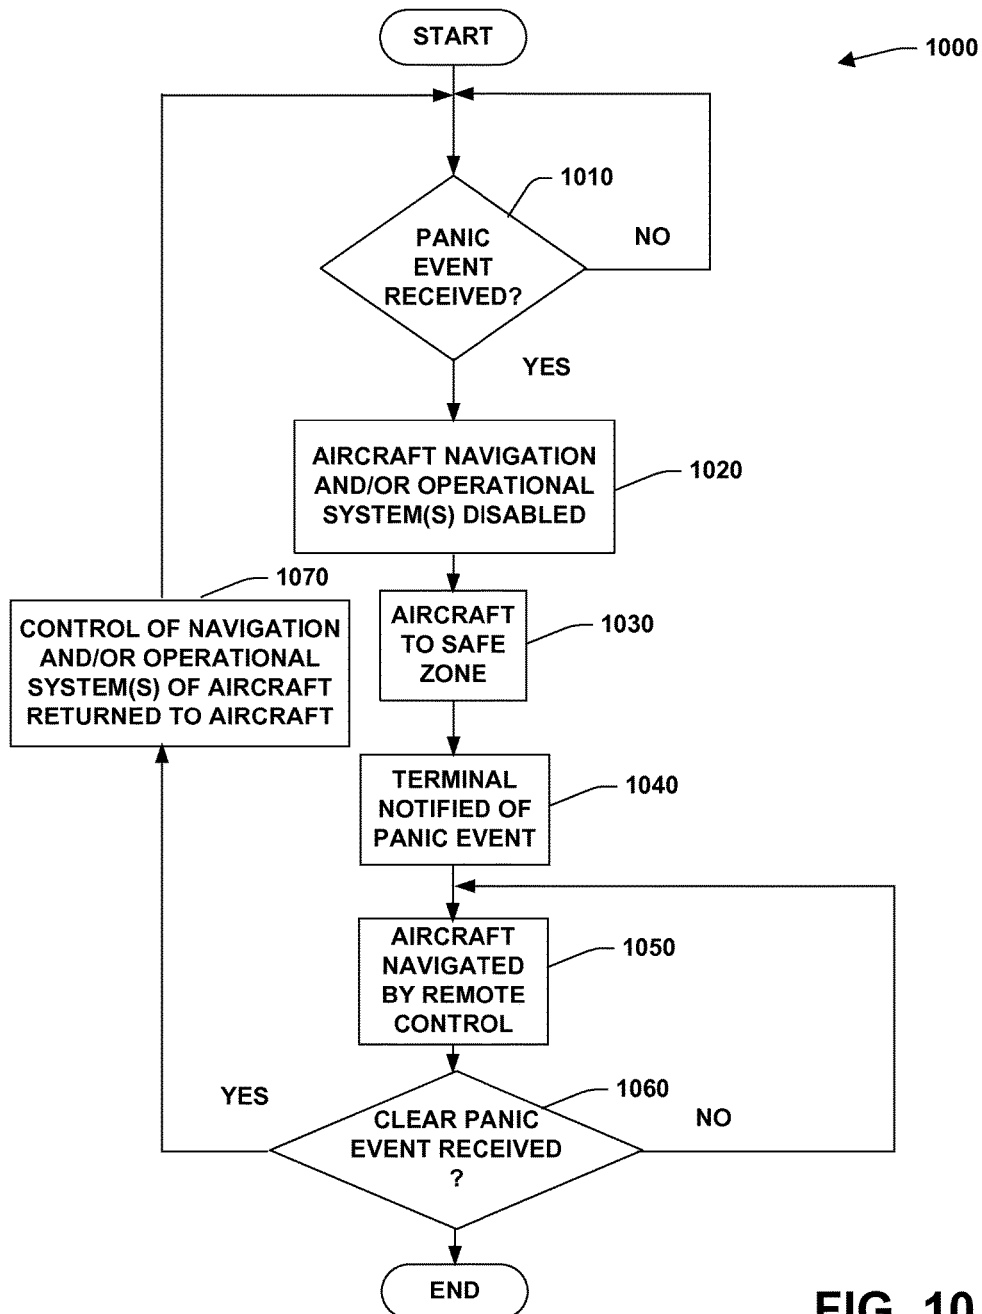 START
1000
1010
PANIC
EVENT
RECEIVED?
NO
YES
AIRCRAFT NAVIGATION
AND/OR OPERATIONAL
SYSTEM(S) DISABLED
1020
1070
CONTROL OF NAVIGATION
AND/OR OPERATIONAL
SYSTEM(S) OF AIRCRAFT
RETURNED TO AIRCRAFT
AIRCRAFT
TO SAFE
ZONE
1030
TERMINAL
NOTIFIED OF
PANIC EVENT
1040
AIRCRAFT
NAVIGATED
BY REMOTE
CONTROL
1050
YES
1060
CLEAR PANIC
EVENT RECEIVED
?
NO
END
FIG. 10